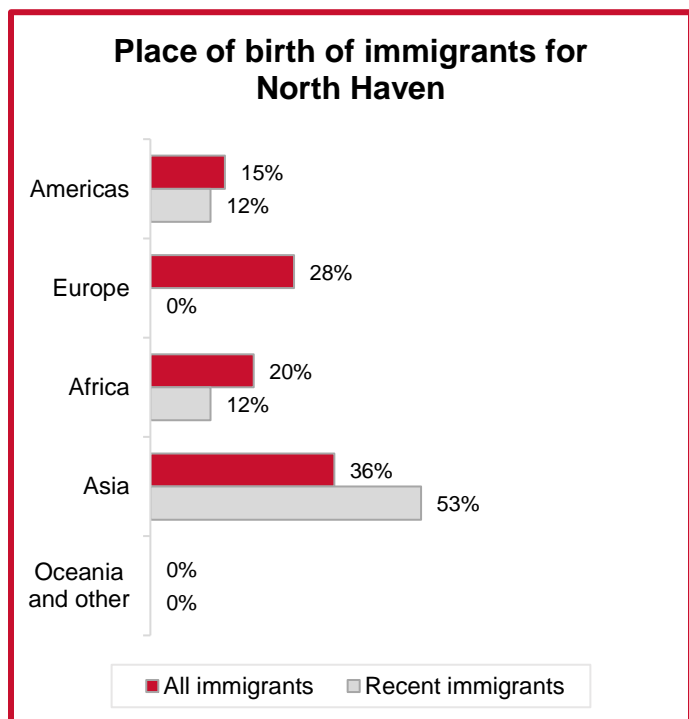 Place of birth of immigrants for
North Haven
Americas
15%
12%
Europe
28%
0%
Africa
20%
12%
Asia
36%
53%
Oceania
and other
0%
0%
All immigrants
Recent immigrants